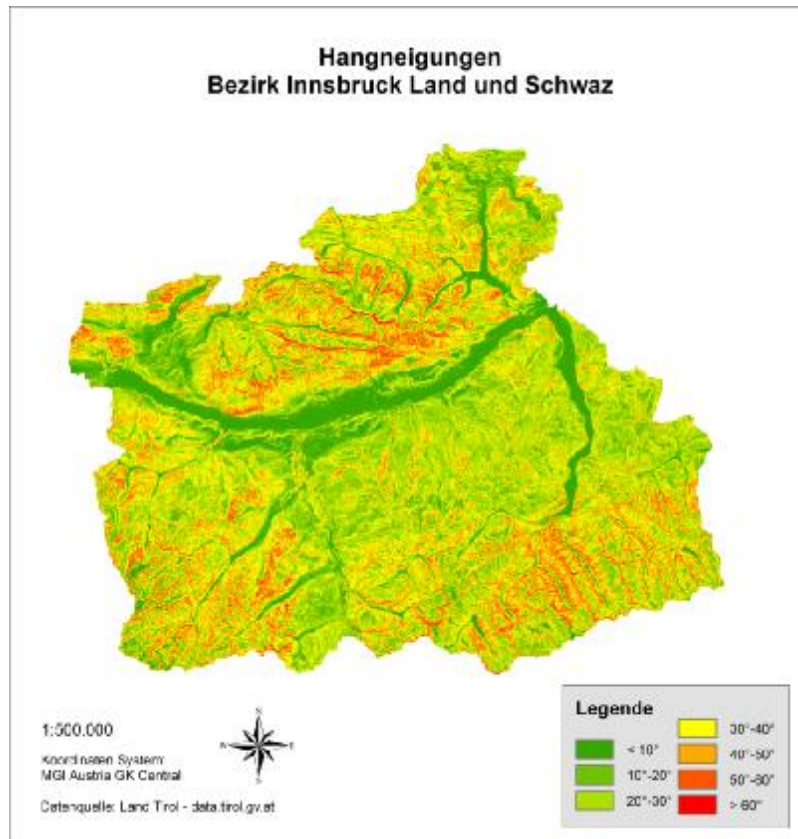 Hangneigungen
Bezirk Innsbruck Land und Schwaz
N
W
E
S
1:500.000
Koordinaten System:
MGI Austria GK Central
Datenquelle: Land Tirol - data.tirol.gv.at
Legende
< 10°
10°-20°
20°-30°
30°-40°
40°-50°
50°-60°
> 60°